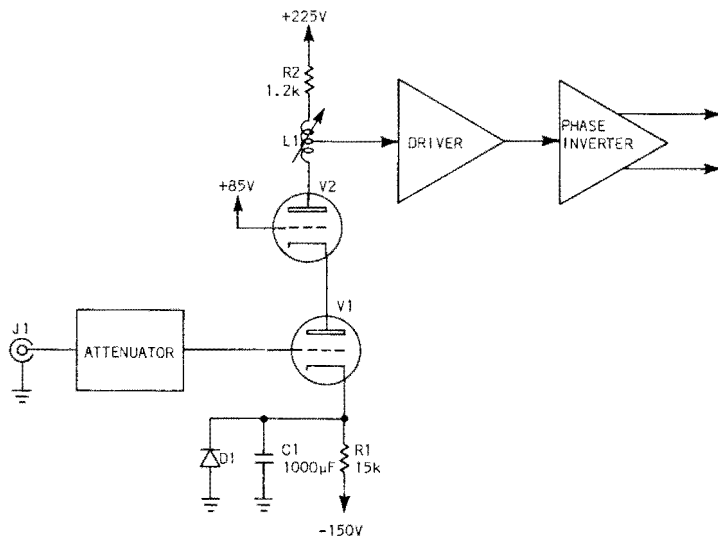 +225V
R2
1.2k
L1
DRIVER
PHASE
INVERTER
V2
+85V
V1
J1
ATTENUATOR
D1
C1
1000µF
R1
15k
-150V